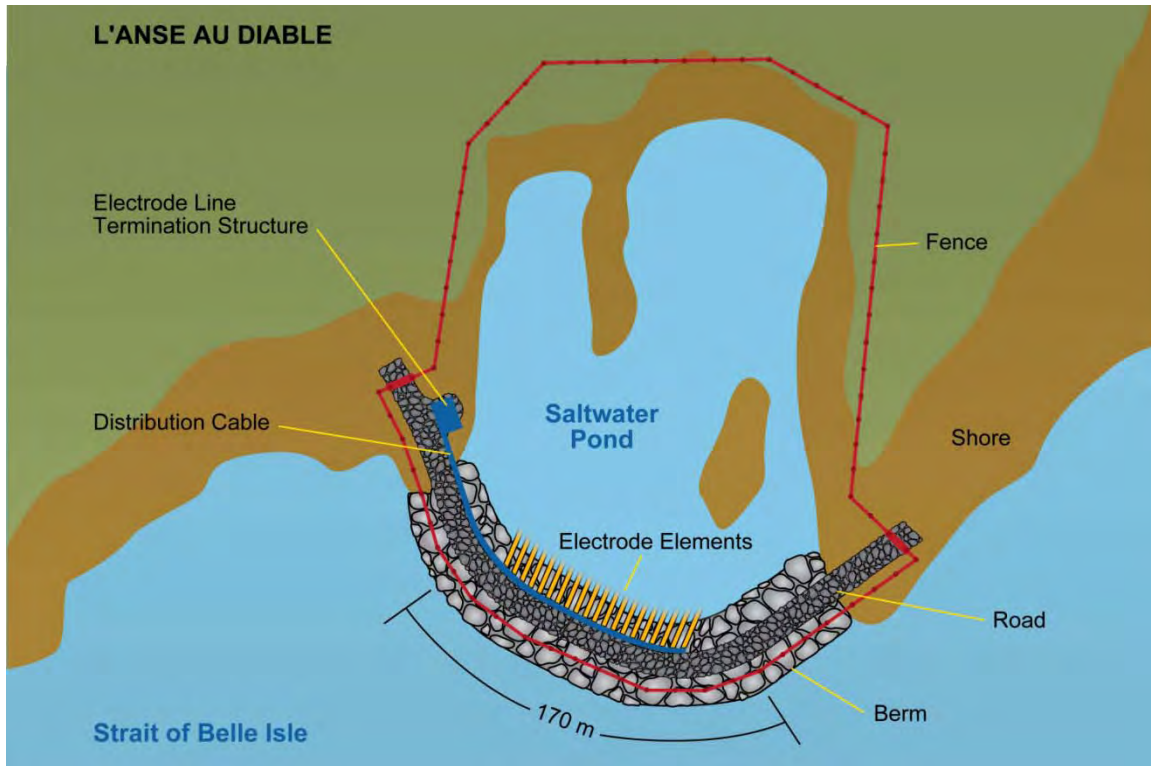 L'ANSE AU DIABLE
Electrode Line
Termination Structure
Fence
Distribution Cable
Saltwater
Pond
Shore
Electrode Elements
Road
170 m
Berm
Strait of Belle Isle